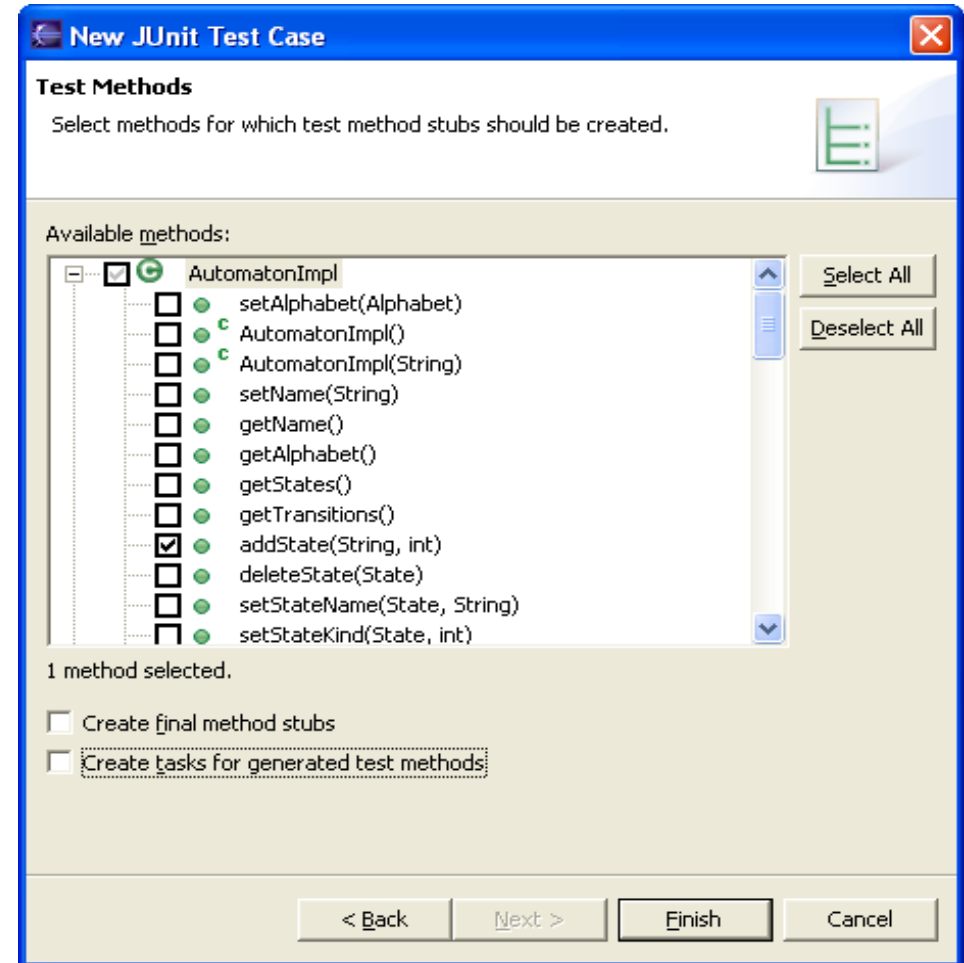 New JUnit Test Case
Test Methods
Select methods for which test method stubs should be created.
Available methods:
AutomatonImpl
setAlphabet(Alphabet)
C AutomatonImpl()
C AutomatonImpl(String)
setName(String)
getName()
getAlphabet()
getStates()
getTransitions()
addState(String, int)
deleteState(State)
setStateName(State, String)
setStateKind(State, int)
Select All
Deselect All
1 method selected.
Create final method stubs
Create tasks for generated test methods
< Back
Next >
Finish
Cancel